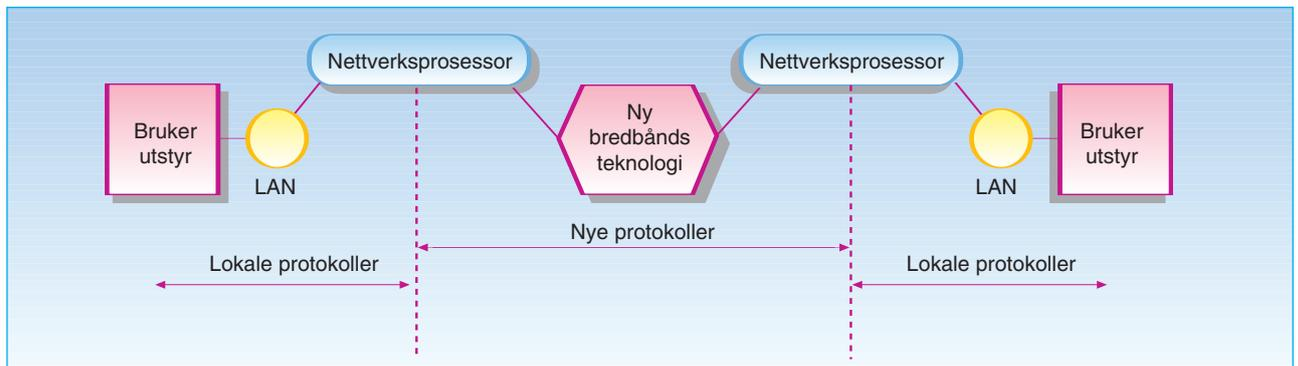 Nettverksprosessor
Nettverksprosessor
Bruker
utstyr
LAN
Ny
bredbånds
teknologi
LAN
Bruker
utstyr
Nye protokoller
Lokale protokoller
Lokale protokoller